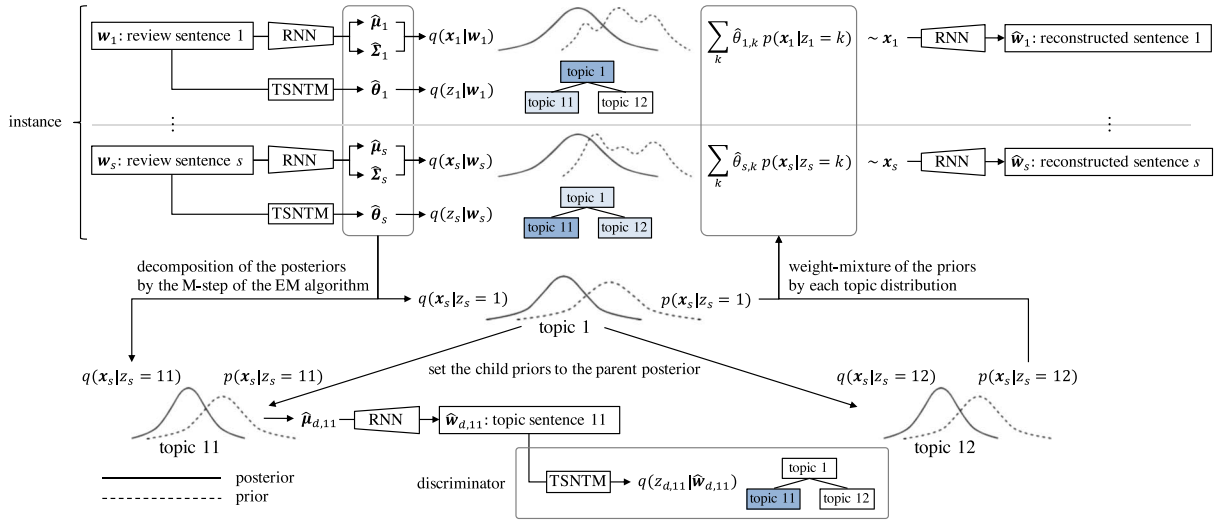 𝒘₁: review sentence 1
RNN
μ̂₁
Σ̂₁
q(𝒙₁|𝒘₁)
∑ₖ θ̂₁,ₖ p(𝒙₁|z₁ = k)
~ 𝒙₁
RNN
ŵ₁: reconstructed sentence 1
topic 1
topic 11
topic 12
TSNTM
θ̂₁
q(z₁|𝒘₁)
instance
⋮
⋮
𝒘ₛ: review sentence s
RNN
μ̂ₛ
Σ̂ₛ
q(𝒙ₛ|𝒘ₛ)
∑ₖ θ̂ₛ,ₖ p(𝒙ₛ|zₛ = k)
~ 𝒙ₛ
RNN
ŵₛ: reconstructed sentence s
TSNTM
θ̂ₛ
q(zₛ|𝒘ₛ)
topic 1
topic 11
topic 12
decomposition of the posteriors
by the M-step of the EM algorithm
weight-mixture of the priors
by each topic distribution
q(𝒙ₛ|zₛ = 1)
p(𝒙ₛ|zₛ = 1)
topic 1
set the child priors to the parent posterior
q(𝒙ₛ|zₛ = 11)
p(𝒙ₛ|zₛ = 11)
q(𝒙ₛ|zₛ = 12)
p(𝒙ₛ|zₛ = 12)
μ̂d,11
RNN
ŵd,11: topic sentence 11
topic 11
topic 12
posterior
prior
discriminator
TSNTM
q(zd,11|ŵd,11)
topic 1
topic 11
topic 12